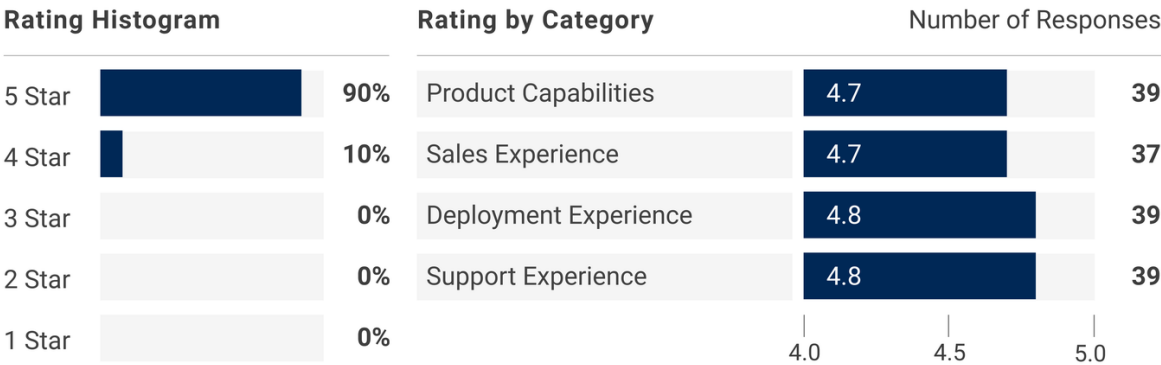 Rating Histogram
5 Star 90%
4 Star 10%
3 Star 0%
2 Star 0%
1 Star 0%
Rating by Category Number of Responses
Product Capabilities 4.7 39
Sales Experience 4.7 37
Deployment Experience 4.8 39
Support Experience 4.8 39
4.0 4.5 5.0